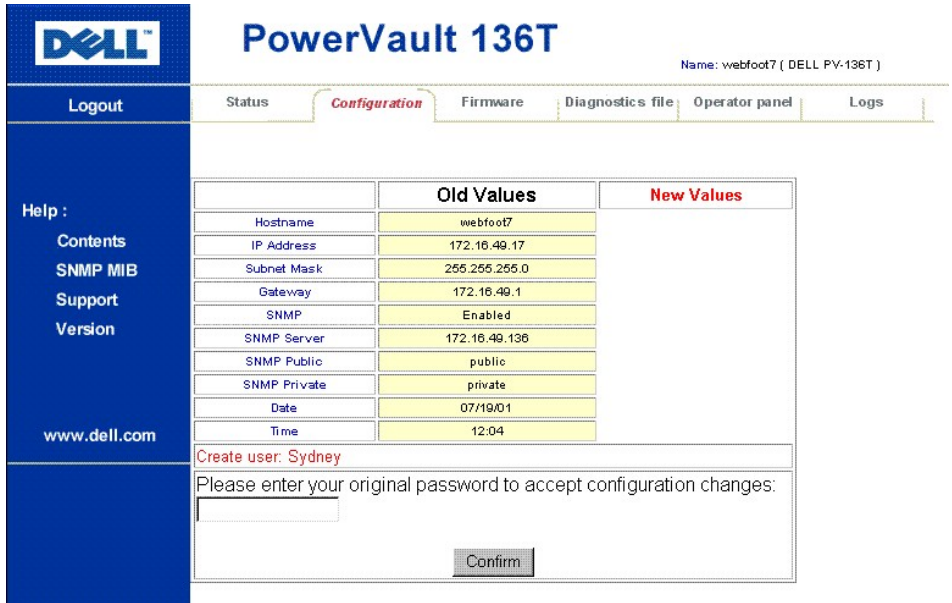 DELL™
PowerVault 136T
Name: webfoot7 ( DELL PV-136T )
Logout
Status Configuration Firmware Diagnostics file Operator panel Logs
Help :
Contents
SNMP MIB
Support
Version
www.dell.com
Old Values New Values
Hostname webfoot7
IP Address 172.16.49.17
Subnet Mask 255.255.255.0
Gateway 172.16.49.1
SNMP Enabled
SNMP Server 172.16.49.136
SNMP Public public
SNMP Private private
Date 07/19/01
Time 12:04
Create user: Sydney
Please enter your original password to accept configuration changes:
Confirm